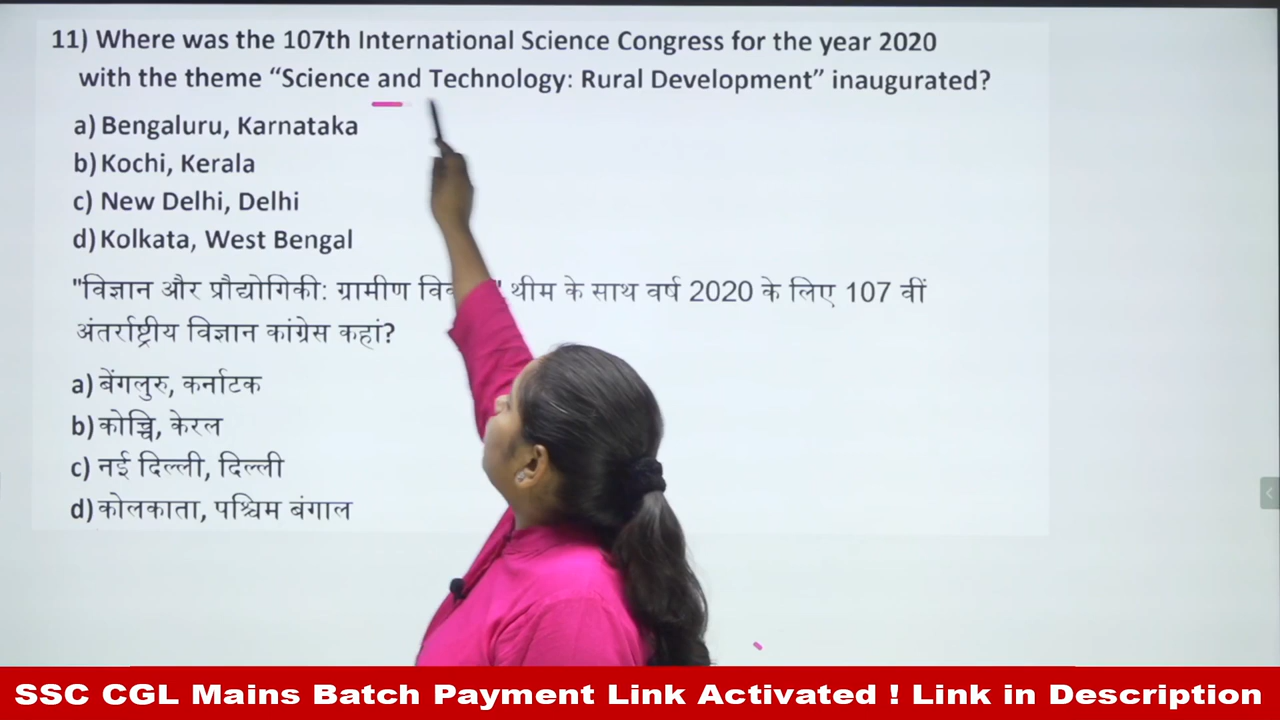 11) Where was the 107th International Science Congress for the year 2020
with the theme “Science and Technology: Rural Development” inaugurated?
a) Bengaluru, Karnataka
b) Kochi, Kerala
c) New Delhi, Delhi
d) Kolkata, West Bengal
"विज्ञान और प्रौद्योगिकी: ग्रामीण थीम के साथ वर्ष 2020 के लिए 107 वीं
अंतर्राष्ट्रीय विज्ञान कांग्रेस कहां?
a) बेंगलुरु, कर्नाटक
b) कोच्चि, केरल
c) नई दिल्ली, दिल्ली
d) कोलकाता, पश्चिम बंगाल
SSC CGL Mains Batch Payment Link Activated ! Link in Description